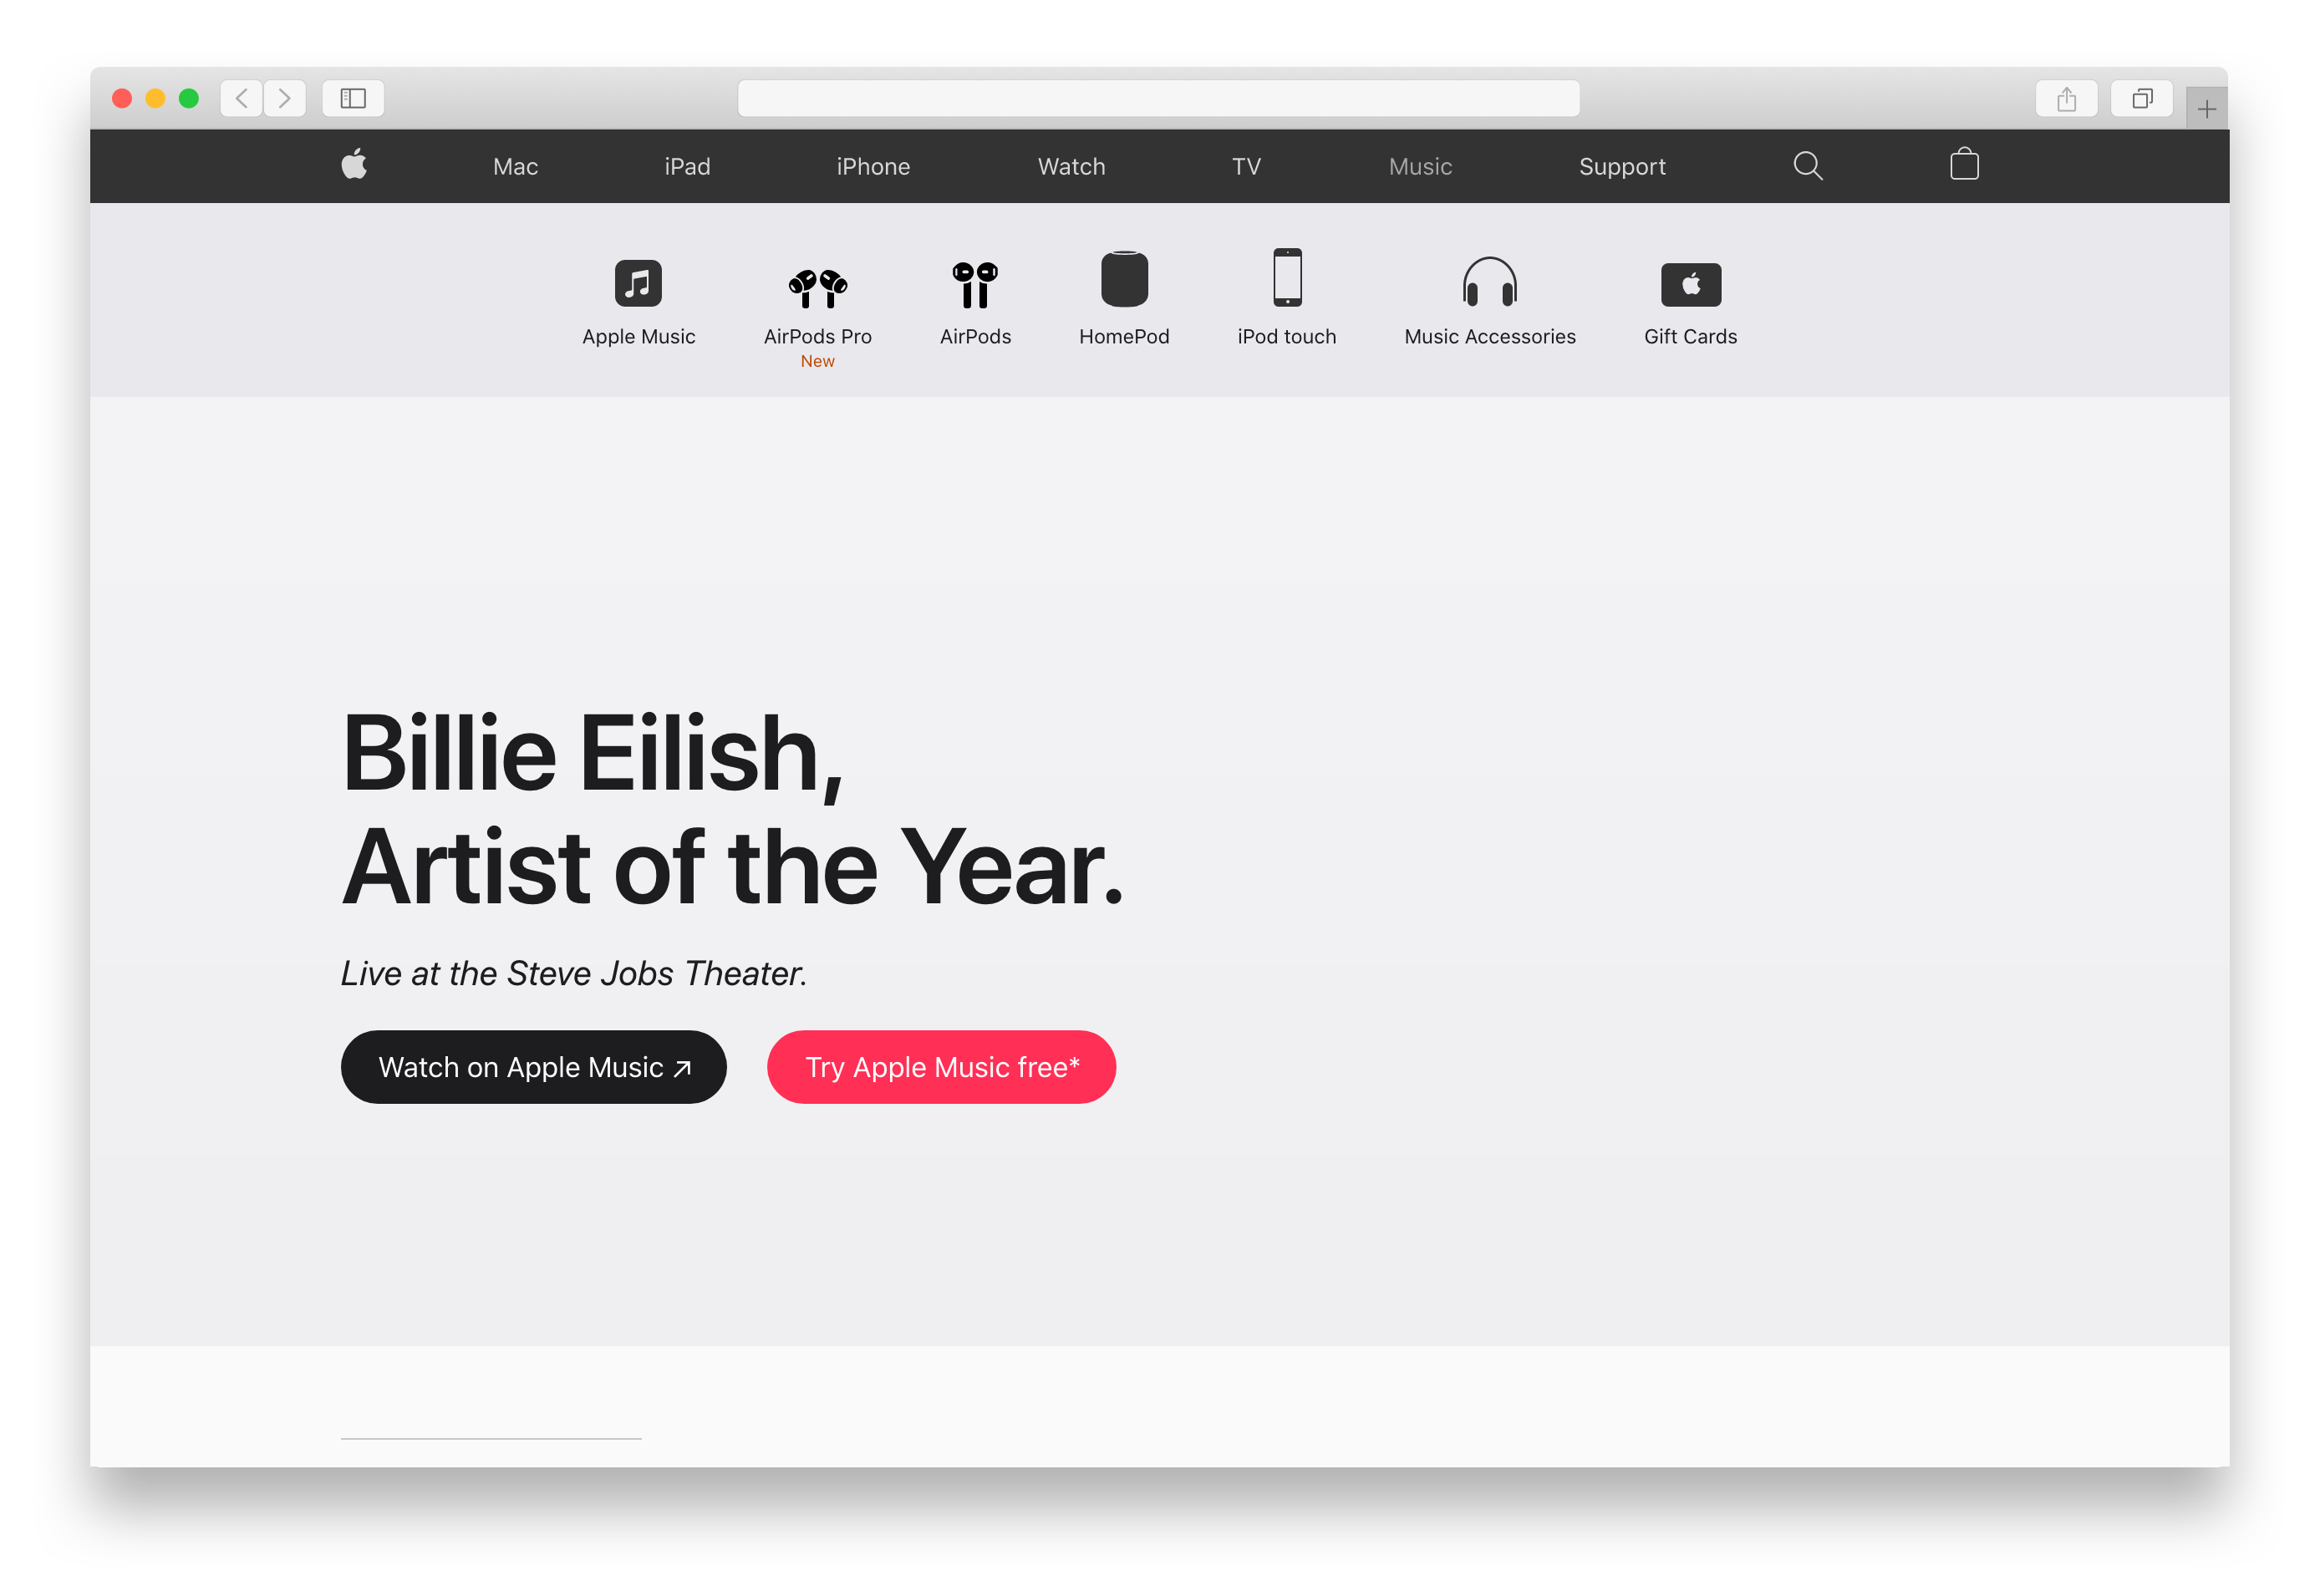 Mac iPad iPhone Watch TV Music Support
Apple Music AirPods Pro AirPods HomePod iPod touch Music Accessories Gift Cards
New
Billie Eilish,
Artist of the Year.
Live at the Steve Jobs Theater.
Watch on Apple Music ↗ Try Apple Music free*